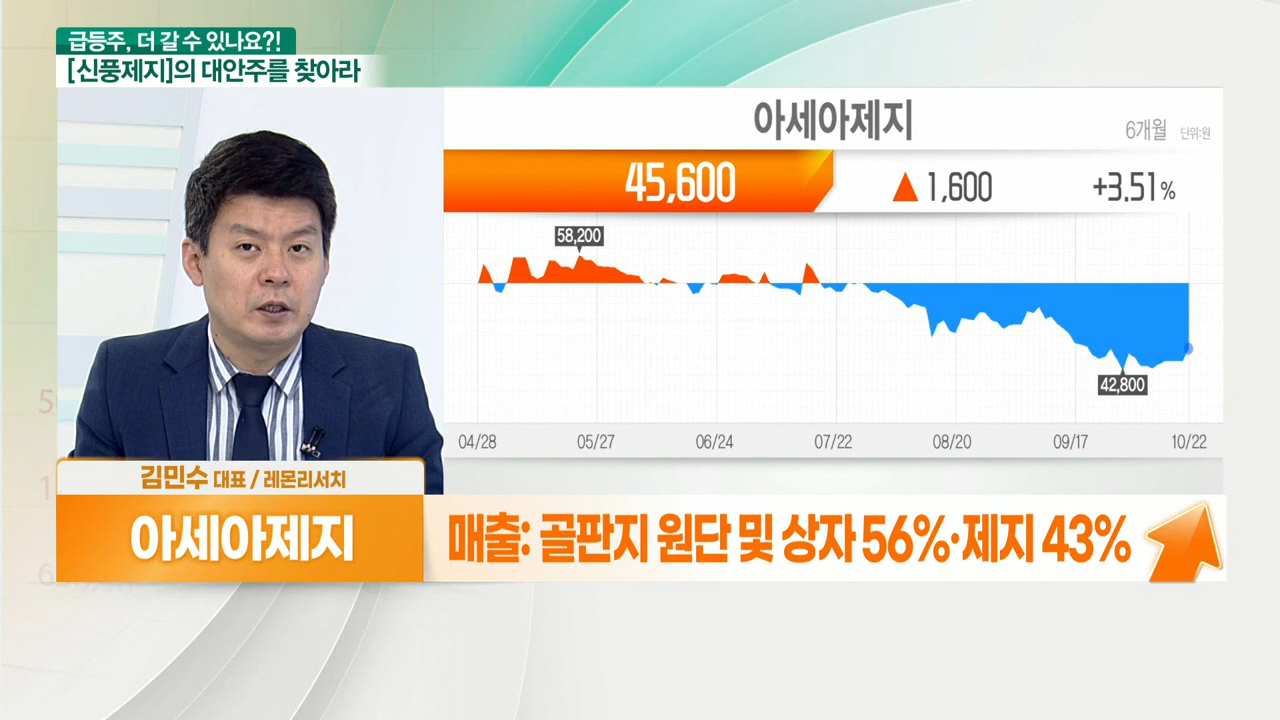 급등주, 더 갈 수 있나요?!
[신풍제지]의 대안주를 찾아라
아세아제지
6개월 단위:원
45,600 ▲ 1,600 +3.51%
58,200
42,800
04/28 05/27 06/24 07/22 08/20 09/17 10/22
김민수 대표 / 레몬리서치
아세아제지
매출: 골판지 원단 및 상자 56%·제지 43%